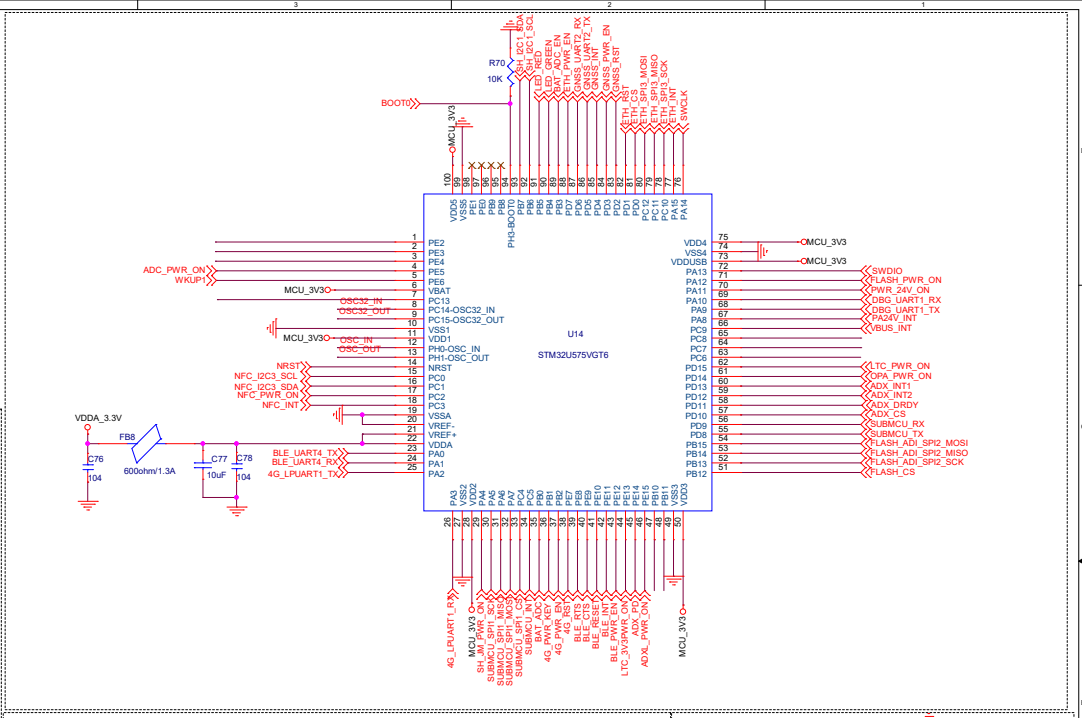 3
2
1
SH_I2C1_SDA
SH_I2C1_SCL
LED_RED
LED_GREEN
BAT_ADC_EN
ETH_PWR_EN
GNSS_UART2_RX
GNSS_UART2_TX
GNSS_INT
GNSS_PWR_EN
GNSS_RST
ETH_RST
ETH_CS
ETH_SPI3_MOSI
ETH_SPI3_MISO
ETH_SPI3_SCK
ETH_INT
SWCLK
R70
10K
BOOT0
MCU_3V3
100
99
98
97
96
95
94
93
92
91
90
89
88
87
86
85
84
83
82
81
80
79
78
77
76
VDD5
VSS5
PE1
PE0
PB9
PB8
PH3-BOOT0
PB7
PB6
PB5
PB4
PB3
PD7
PD6
PD5
PD4
PD3
PD2
PD1
PD0
PC12
PC11
PC10
PA15
PA14
1 PE2
2 PE3
3 PE4
ADC_PWR_ON 4 PE5
WKUP1 5 PE6
MCU_3V3 6 VBAT
7 PC13
OSC32_IN 8 PC14-OSC32_IN
OSC32_OUT 9 PC15-OSC32_OUT
10 VSS1
MCU_3V3 11 VDD1
OSC_IN 12 PH0-OSC_IN
OSC_OUT 13 PH1-OSC_OUT
NRST 14 NRST
NFC_I2C3_SCL 15 PC0
NFC_I2C3_SDA 16 PC1
NFC_PWR_ON 17 PC2
NFC_INT 18 PC3
19 VSSA
20 VREF-
21 VREF+
22 VDDA
BLE_UART4_TX 23 PA0
BLE_UART4_RX 24 PA1
4G_LPUART1_TX 25 PA2
U14
STM32U575VGT6
VDD4 75 MCU_3V3
VSS4 74
VDDUSB 73 MCU_3V3
PA13 72 SWDIO
PA12 71 FLASH_PWR_ON
PA11 70 PWR_24V_ON
PA10 69 DBG_UART1_RX
PA9 68 DBG_UART1_TX
PA8 67 PA24V_INT
PC9 66 VBUS_INT
PC8 65
PC7 64
PC6 63
PD15 62 LTC_PWR_ON
PD14 61 OPA_PWR_ON
PD13 60 ADX_INT1
PD12 59 ADX_INT2
PD11 58 ADX_DRDY
PD10 57 ADX_CS
PD9 56 SUBMCU_RX
PD8 55 SUBMCU_TX
PB15 54 FLASH_ADI_SPI2_MOSI
PB14 53 FLASH_ADI_SPI2_MISO
PB13 52 FLASH_ADI_SPI2_SCK
PB12 51 FLASH_CS
VDDA_3.3V
FB8
600ohm/1.3A
C76
104
C77
10uF
C78
104
PA3
VSS2
VDD2
PA4
PA5
PA6
PA7
PC4
PC5
PB0
PB1
PB2
PE7
PE8
PE9
PE10
PE11
PE12
PE13
PE14
PE15
PB10
PB11
VSS3
VDD3
26
27
28
29
30
31
32
33
34
35
36
37
38
39
40
41
42
43
44
45
46
47
48
49
50
4G_LPUART1_RX
MCU_3V3
SH_JM_PWR_ON
SUBMCU_SPI1_SCK
SUBMCU_SPI1_MISO
SUBMCU_SPI1_MOSI
SUBMCU_SPI1_CS
SUBMCU_INT
BAT_ADC
4G_PWR_KEY
4G_PWR_EN
4G_RST
BLE_RTS
BLE_CTS
BLE_RESET
BLE_INT
BLE_PWR_EN
LTC_3V3PWR_ON
ADX_PD
ADXL_PWR_ON
MCU_3V3